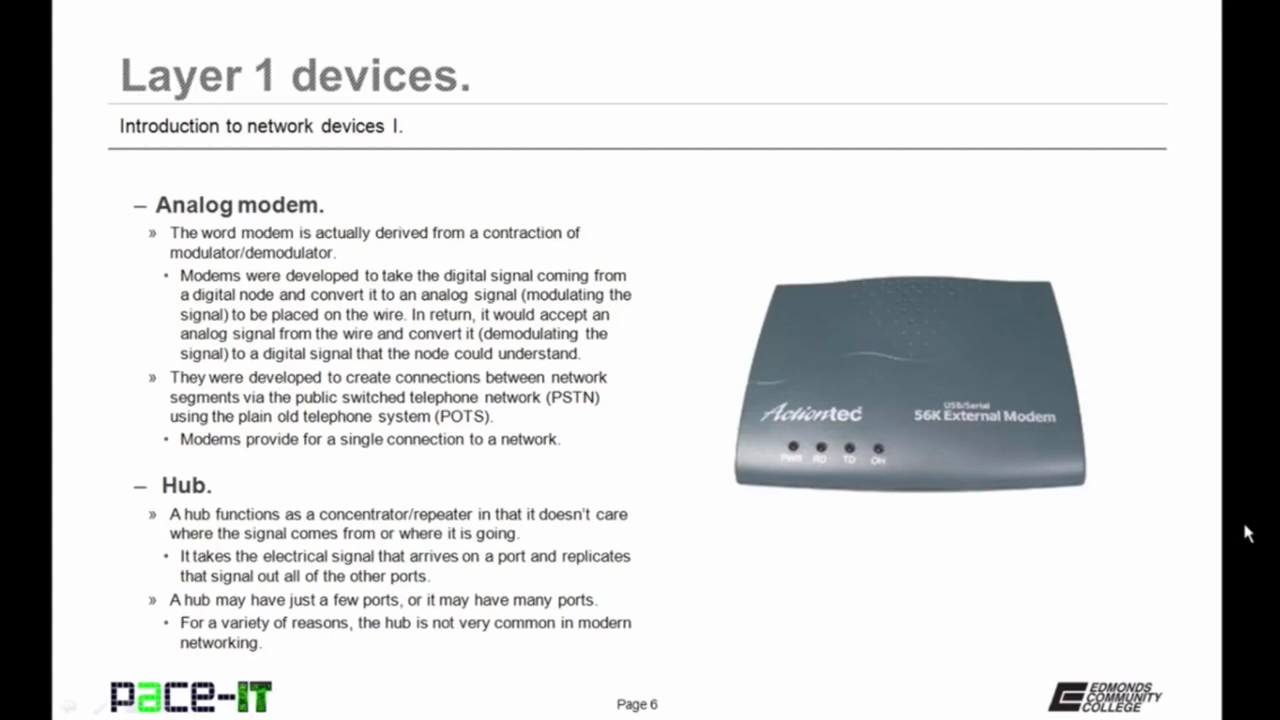 Layer 1 devices.
Introduction to network devices I.
– Analog modem.
» The word modem is actually derived from a contraction of
modulator/demodulator.
• Modems were developed to take the digital signal coming from
a digital node and convert it to an analog signal (modulating the
signal) to be placed on the wire. In return, it would accept an
analog signal from the wire and convert it (demodulating the
signal) to a digital signal that the node could understand.
» They were developed to create connections between network
segments via the public switched telephone network (PSTN)
using the plain old telephone system (POTS).
• Modems provide for a single connection to a network.
– Hub.
» A hub functions as a concentrator/repeater in that it doesn't care
where the signal comes from or where it is going.
• It takes the electrical signal that arrives on a port and replicates
that signal out all of the other ports.
» A hub may have just a few ports, or it may have many ports.
• For a variety of reasons, the hub is not very common in modern
networking.
Actiontec
USB/Serial
56K External Modem
PWR RD TD OH
pace-IT
Page 6
EDMONDS
COMMUNITY
COLLEGE